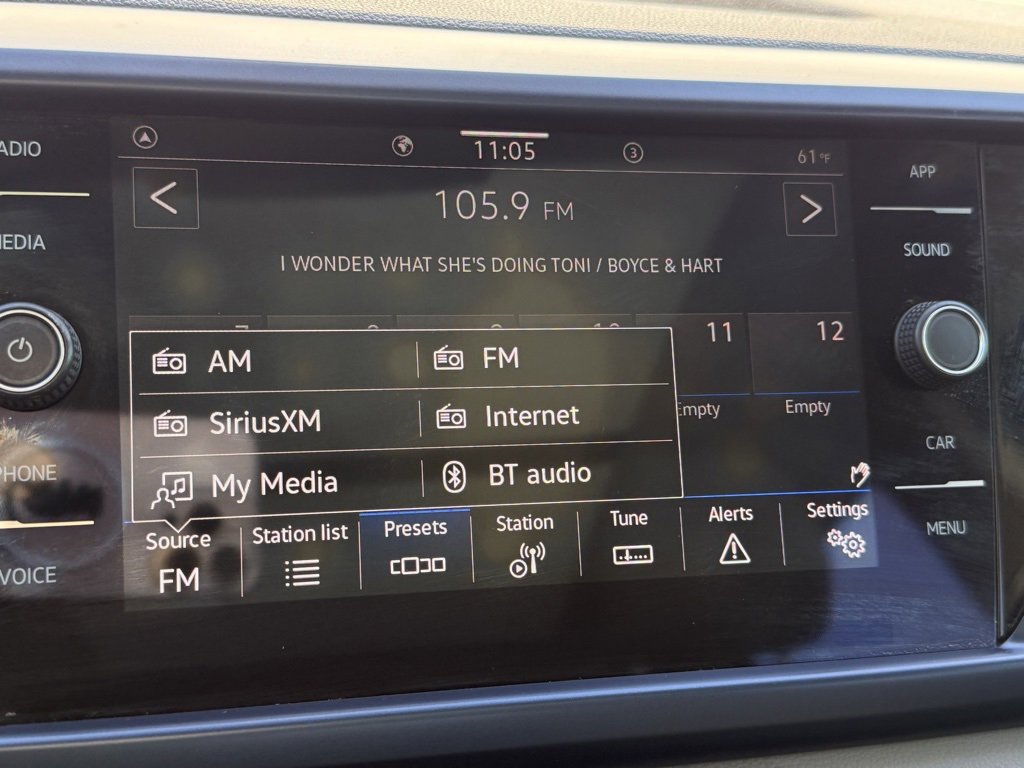 ADIO
11:05
3
61°F
APP
<
105.9 FM
>
MEDIA
I WONDER WHAT SHE'S DOING TONI / BOYCE & HART
SOUND
11
12
AM
FM
Empty
Empty
SiriusXM
Internet
CAR
PHONE
My Media
BT audio
MENU
Source
Station list
Presets
Station
Tune
Alerts
Settings
FM
VOICE